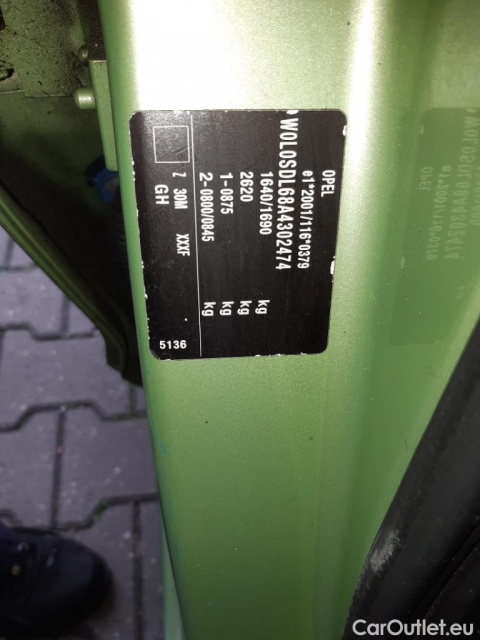 OPEL
e1*2001/116*0379
W0L0SDL68A4302474
1640/1690 kg
2620 kg
1- 0875 kg
2- 0800/0845 kg
Z 30M XXXF
GH
5136
CarOutlet.eu